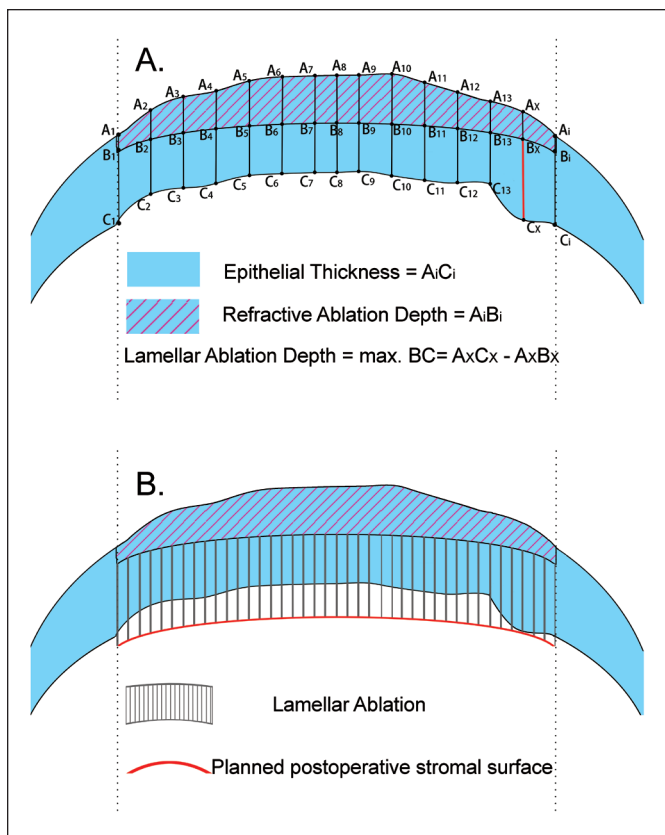 A.
A1 A2 A3 A4 A5 A6 A7 A8 A9 A10 A11 A12 A13 Ax Ai
B1 B2 B3 B4 B5 B6 B7 B8 B9 B10 B11 B12 B13 Bx Bi
C1 C2 C3 C4 C5 C6 C7 C8 C9 C10 C11 C12 C13 Cx Ci
Epithelial Thickness = AiCi
Refractive Ablation Depth = AiBi
Lamellar Ablation Depth = max. BC= AxCx - AxBx
B.
Lamellar Ablation
Planned postoperative stromal surface